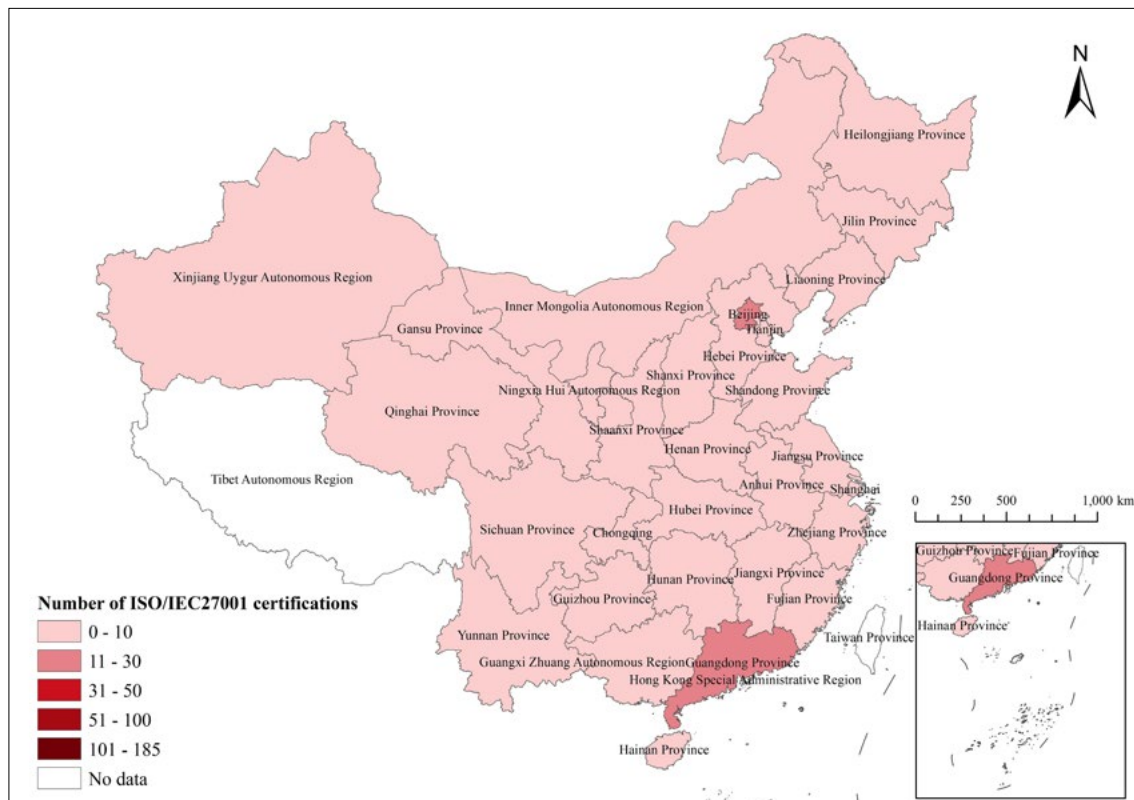 N
Heilongjiang Province
Jilin Province
Liaoning Province
Xinjiang Uygur Autonomous Region
Inner Mongolia Autonomous Region
Beijing
Gansu Province
Tianjin
Hebei Province
Shanxi Province
Ningxia Hui Autonomous Region
Shandong Province
Qinghai Province
Shaanxi Province
Henan Province
Jiangsu Province
Tibet Autonomous Region
Anhui Province
Shanghai
0 250 500 1,000 km
Hubei Province
Sichuan Province
Chongqing
Zhejiang Province
Guizhou Province
Fujian Province
Guangdong Province
Hainan Province
Hunan Province
Jiangxi Province
Guizhou Province
Fujian Province
Yunnan Province
Taiwan Province
Guangxi Zhuang Autonomous Region
Guangdong Province
Hong Kong Special Administrative Region
Hainan Province
Number of ISO/IEC27001 certifications
0 - 10
11 - 30
31 - 50
51 - 100
101 - 185
No data